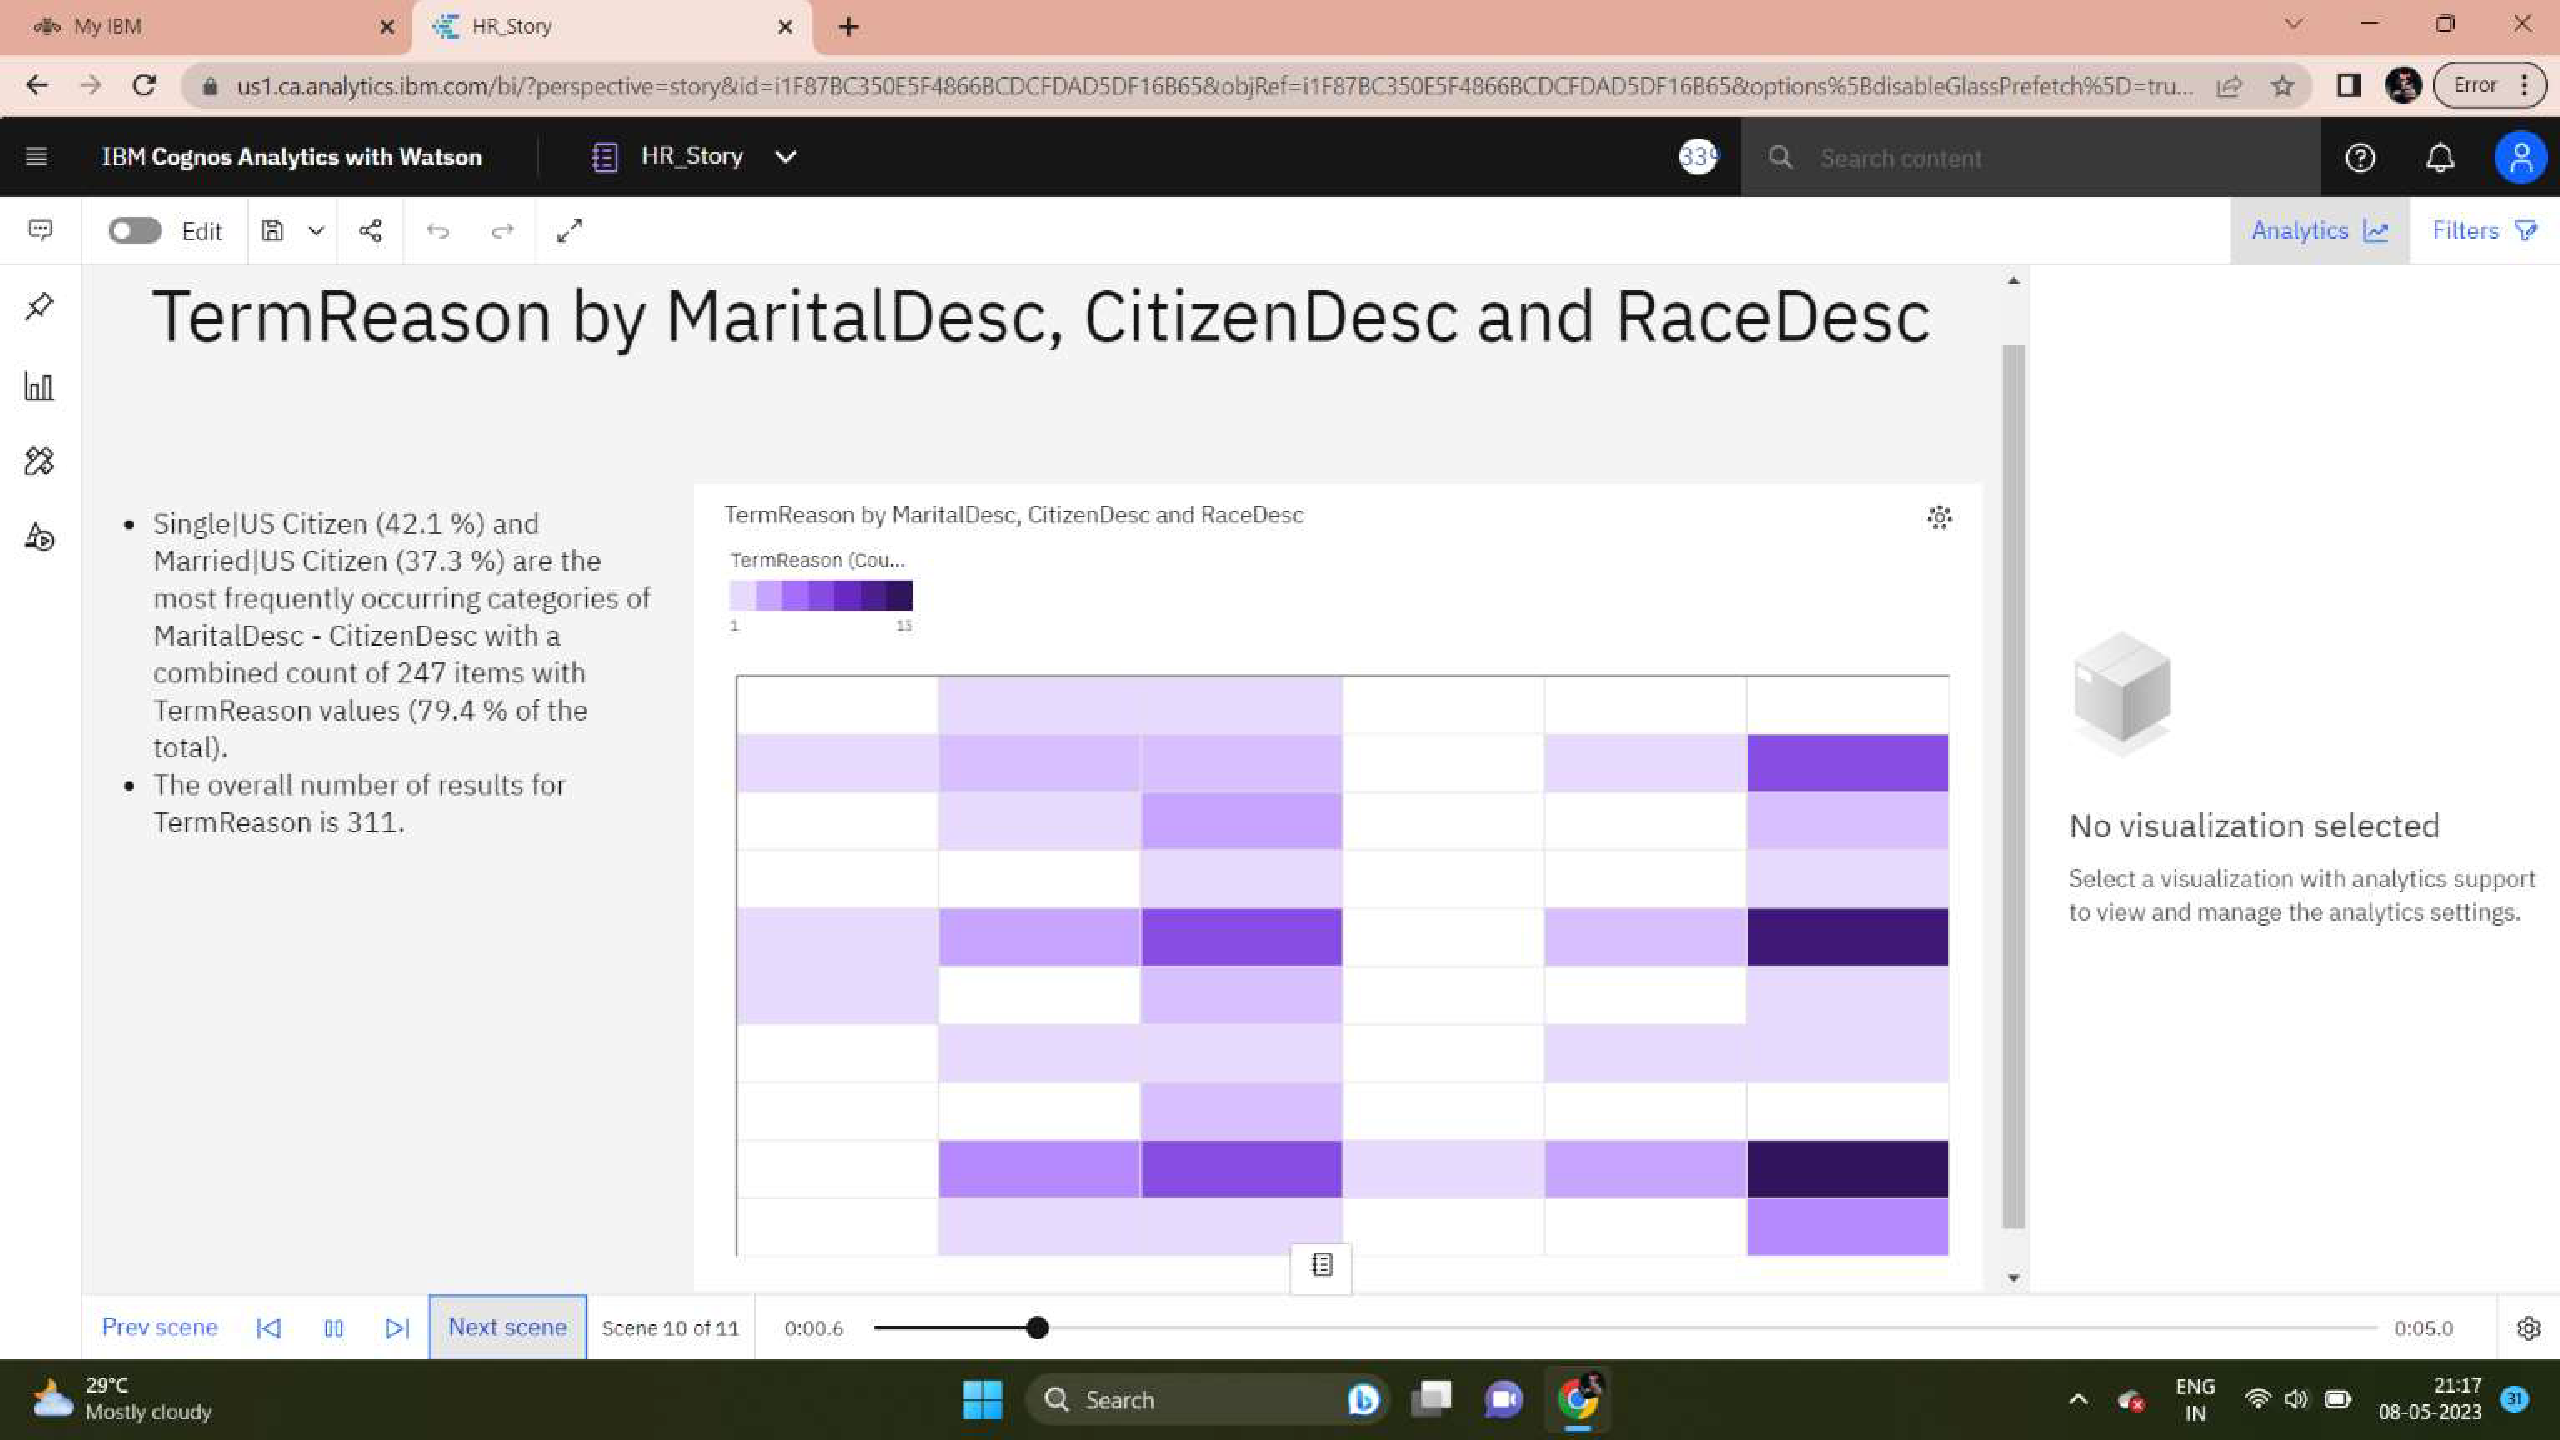 My IBM
HR_Story
us1.ca.analytics.ibm.com/bi/?perspective=story&id=i1F87BC350E5F4866BCDCFDAD5DF16B65&objRef=i1F87BC350E5F4866BCDCFDAD5DF16B65&options%5BdisableGlassPrefetch%5D=tru...
Error
IBM Cognos Analytics with Watson
HR_Story
339
Search content
Edit
Analytics
Filters
TermReason by MaritalDesc, CitizenDesc and RaceDesc
• Single|US Citizen (42.1 %) and
Married|US Citizen (37.3 %) are the
most frequently occurring categories of
MaritalDesc - CitizenDesc with a
combined count of 247 items with
TermReason values (79.4 % of the
total).
• The overall number of results for
TermReason is 311.
TermReason by MaritalDesc, CitizenDesc and RaceDesc
TermReason (Cou...
1
No visualization selected
Select a visualization with analytics support
to view and manage the analytics settings.
Prev scene
Next scene
Scene 10 of 11
0:00.6
0:05.0
29°C
Mostly cloudy
Search
ENG
IN
21:17
08-05-2023
31